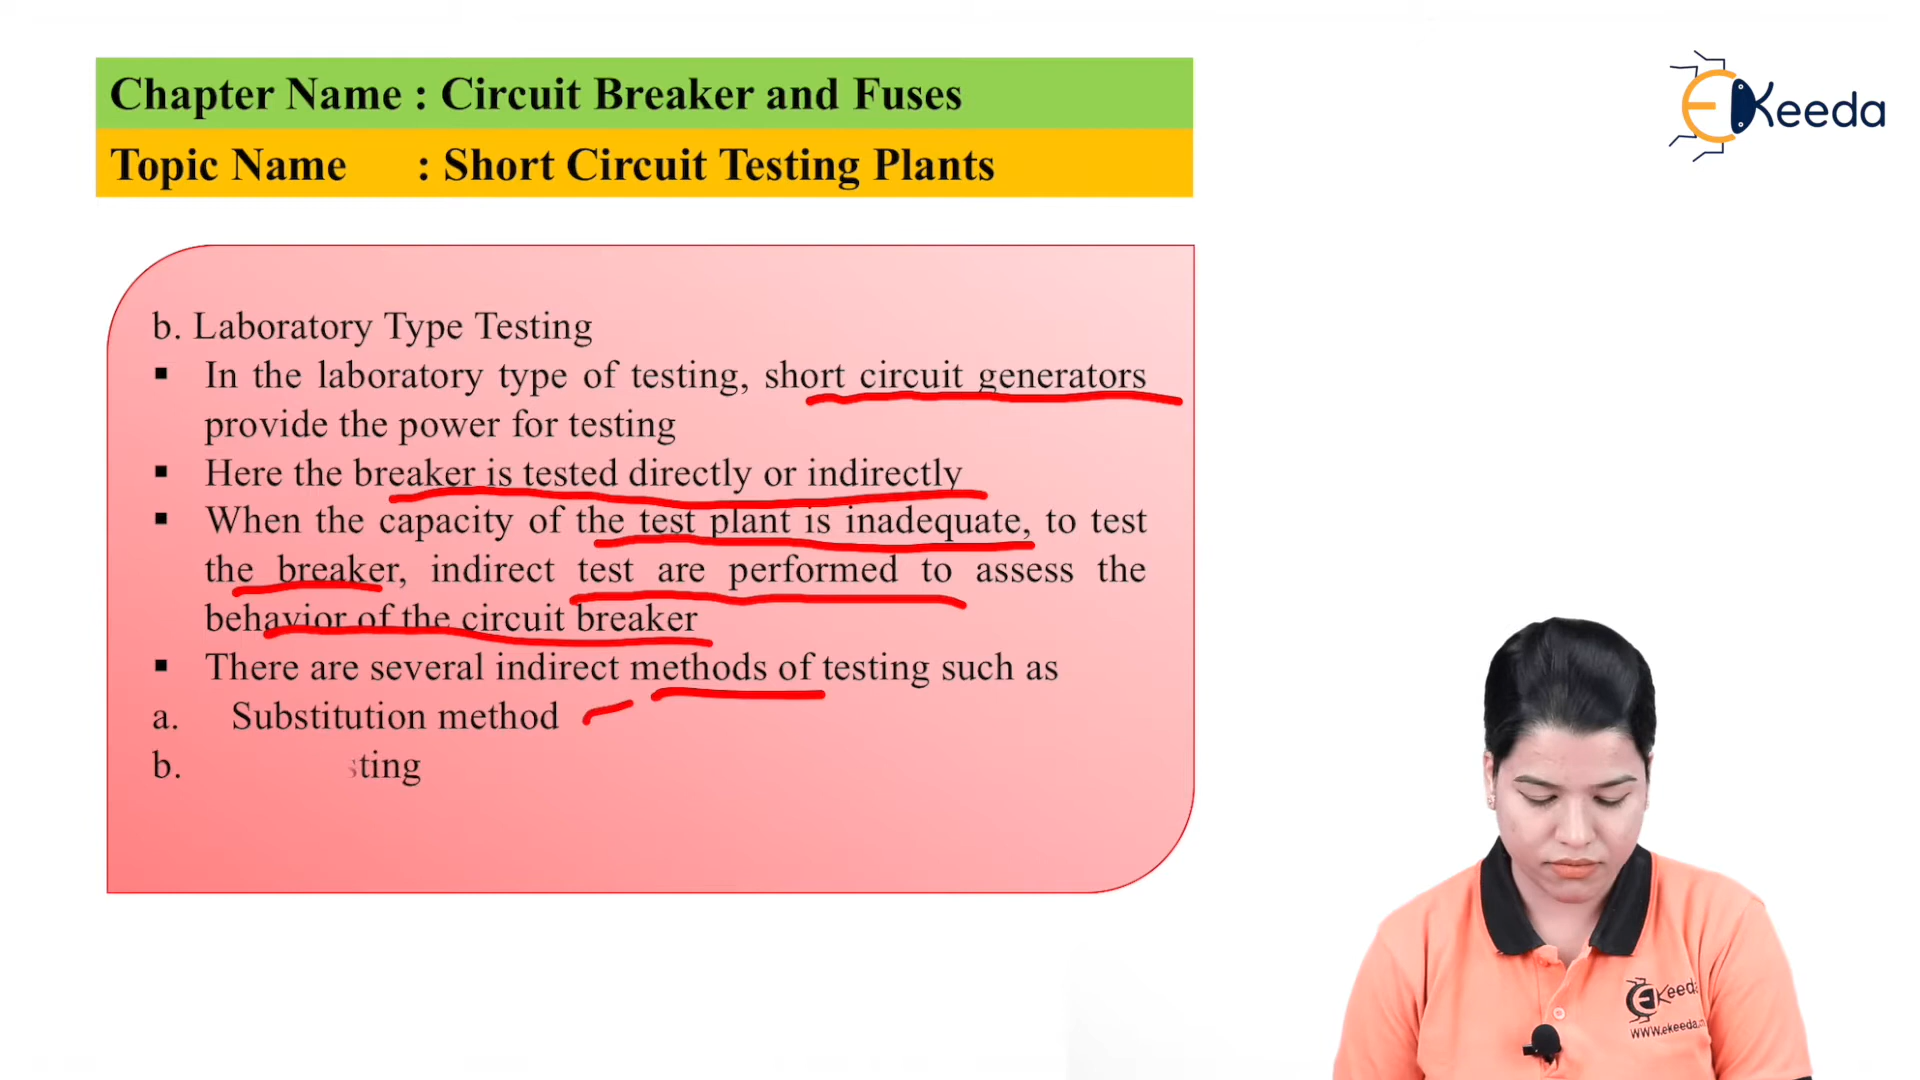 Chapter Name : Circuit Breaker and Fuses
Topic Name : Short Circuit Testing Plants
EKeeda
b. Laboratory Type Testing
▪ In the laboratory type of testing, short circuit generators
provide the power for testing
▪ Here the breaker is tested directly or indirectly
▪ When the capacity of the test plant is inadequate, to test
the breaker, indirect test are performed to assess the
behavior of the circuit breaker
▪ There are several indirect methods of testing such as
a. Substitution method
b.